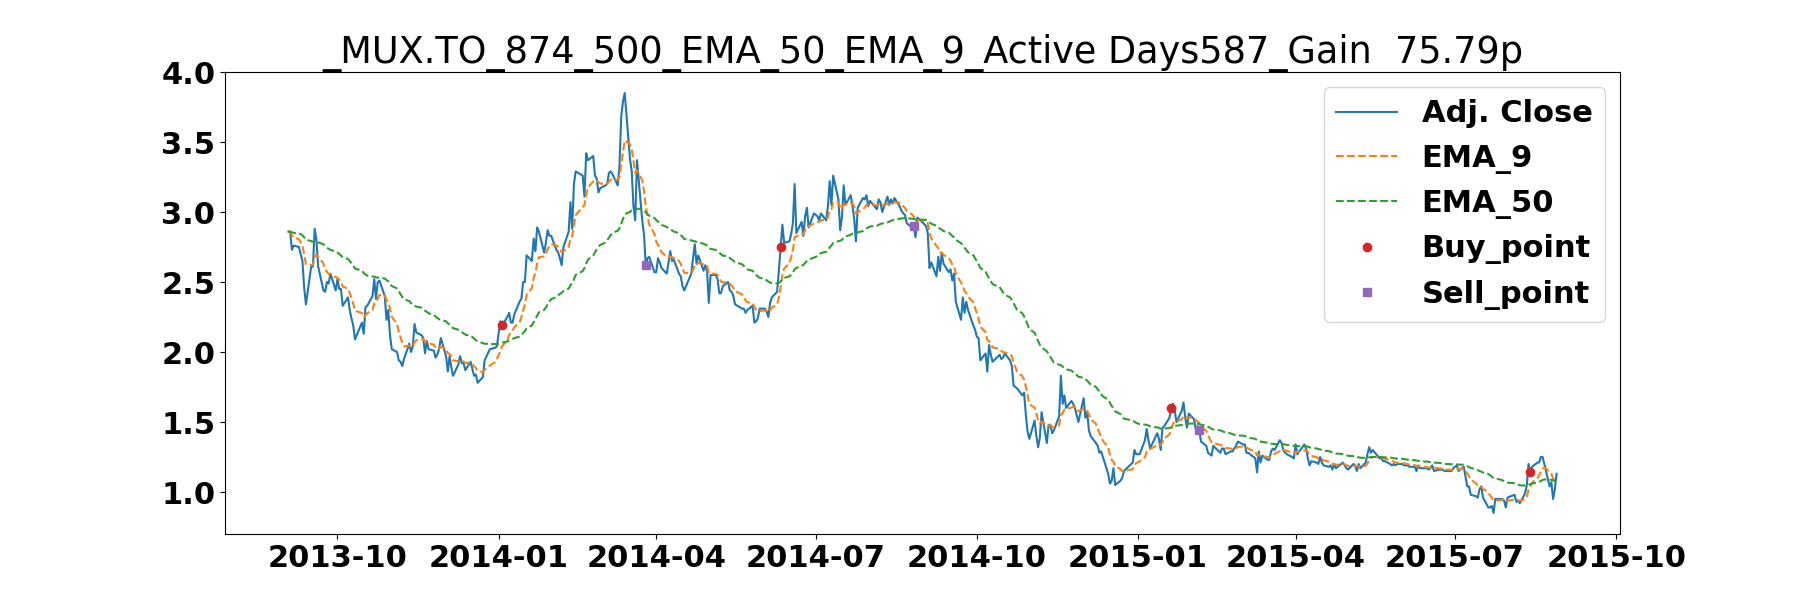 _MUX.TO_874_500_EMA_50_EMA_9_Active Days587_Gain  75.79p
4.0
3.5
3.0
2.5
2.0
1.5
1.0
Adj. Close
EMA_9
EMA_50
Buy_point
Sell_point
2013-10 2014-01 2014-04 2014-07 2014-10 2015-01 2015-04 2015-07 2015-10